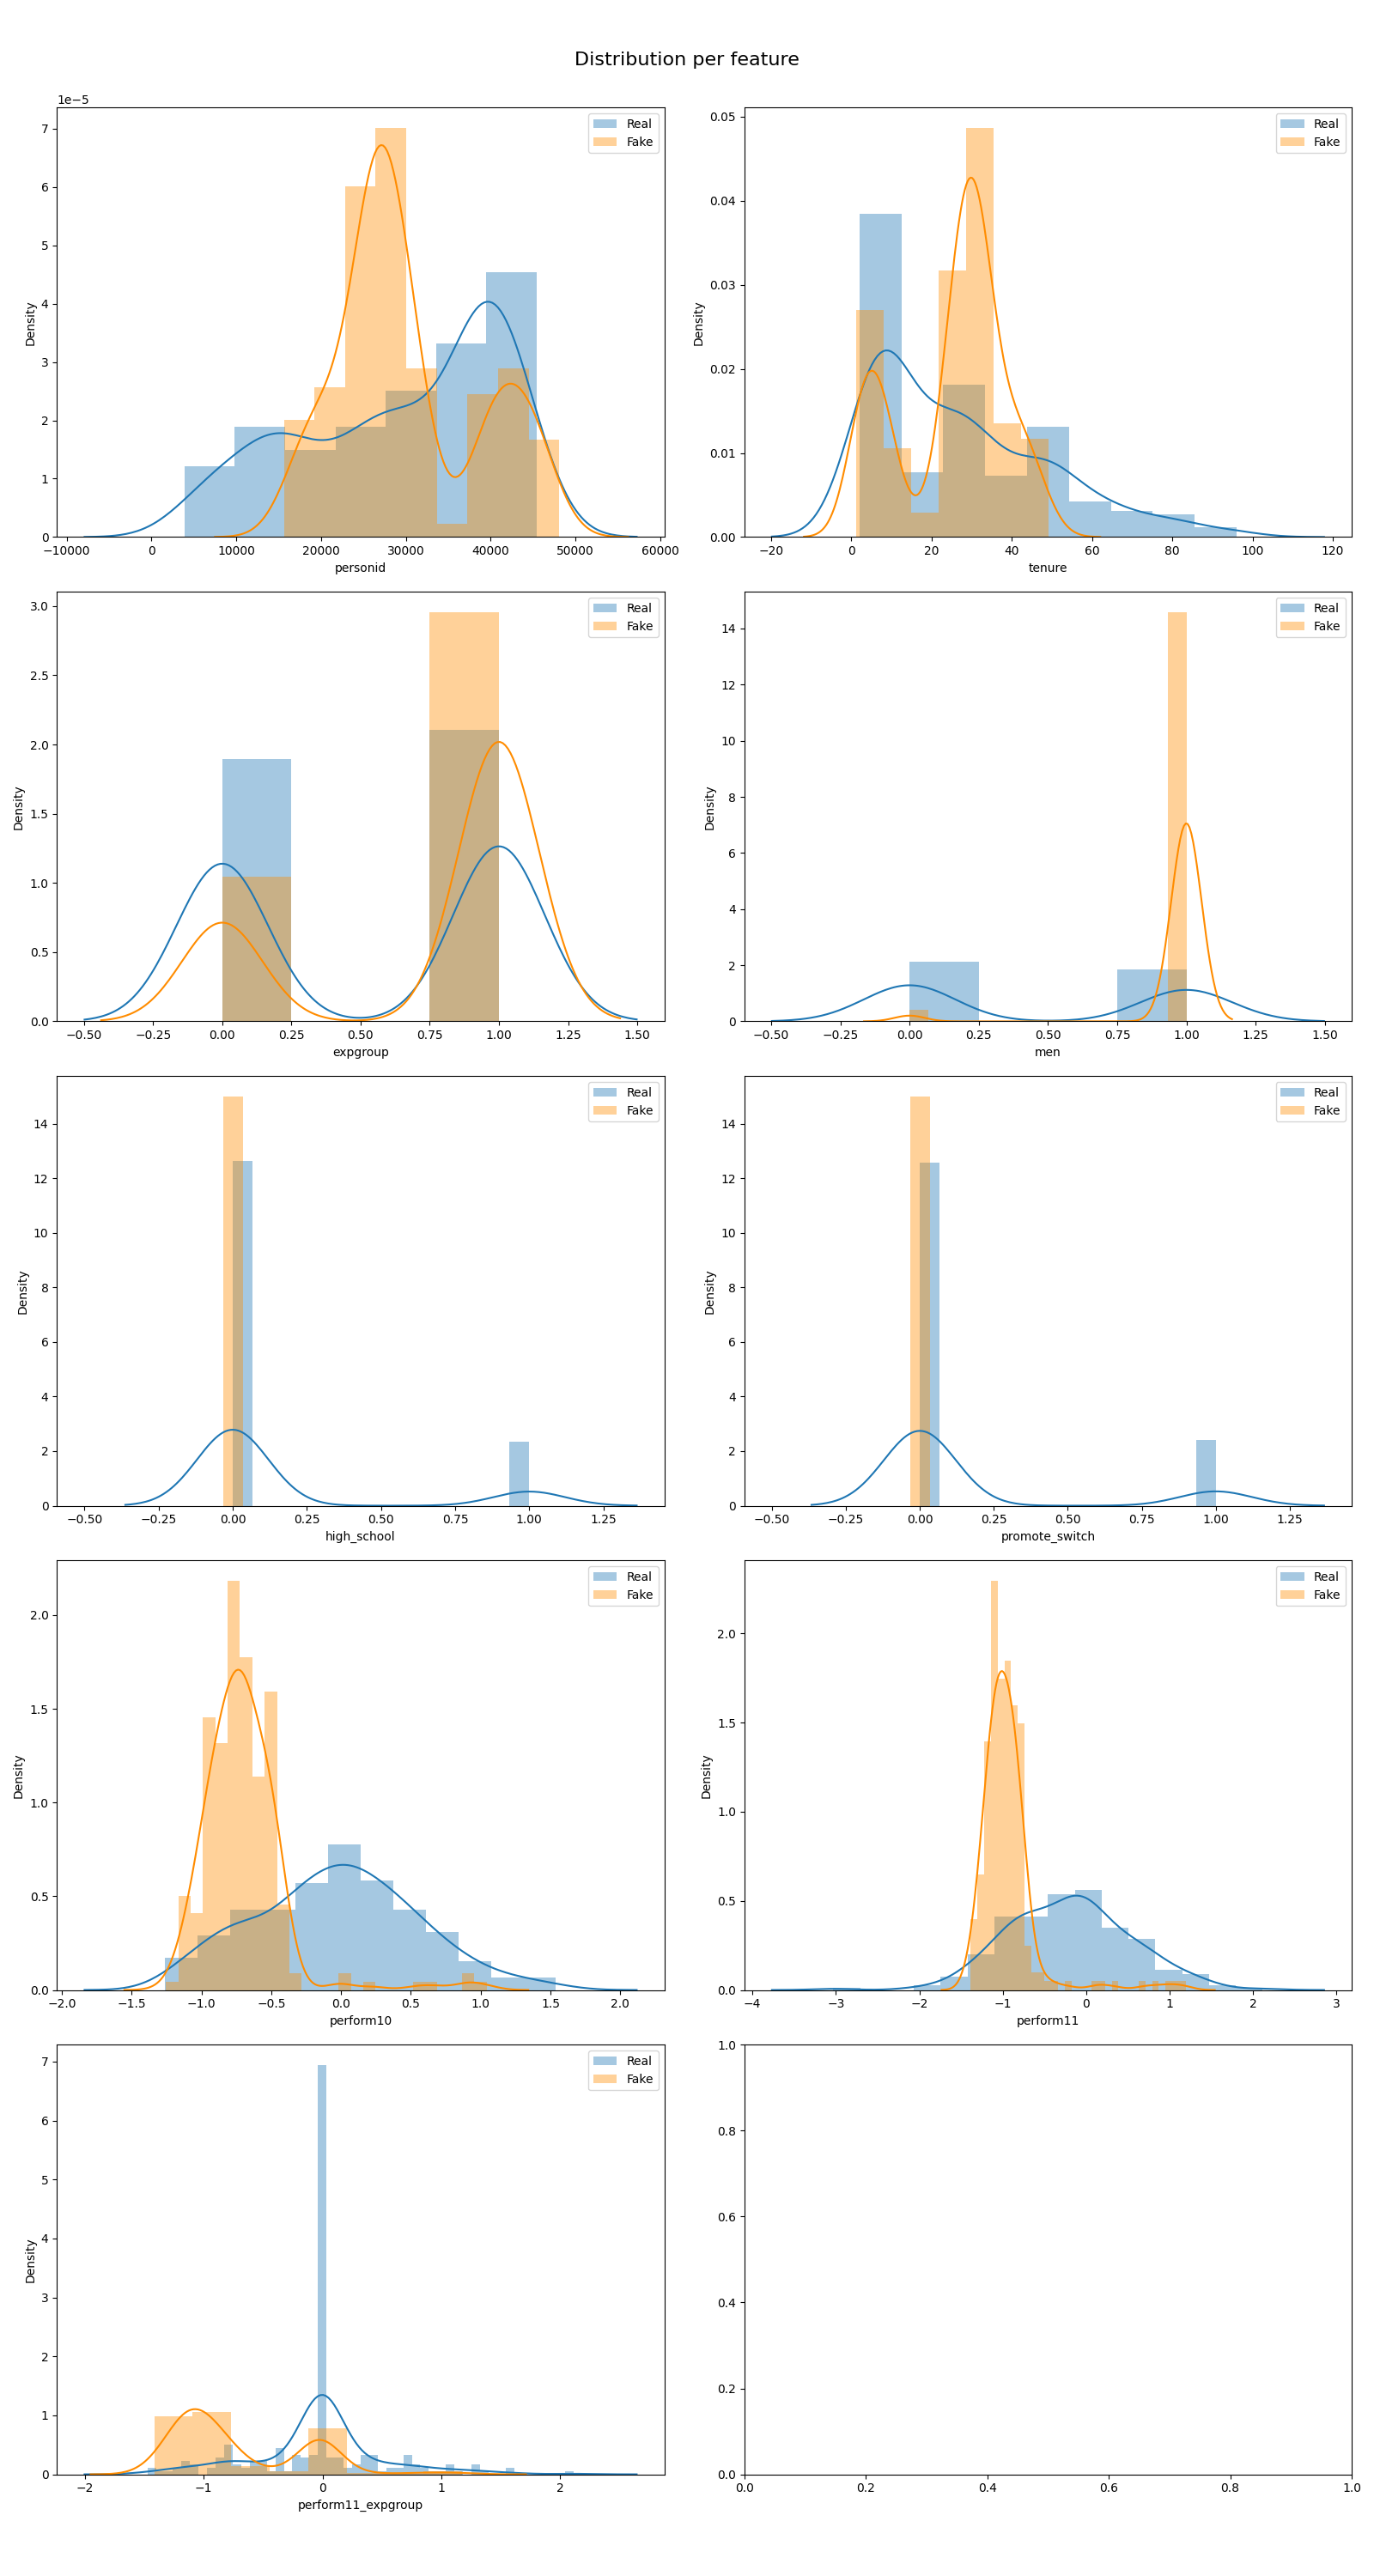 Distribution per feature
1e−5
Real
Fake
7
6
5
4
3
2
1
0
Density
−10000 0 10000 20000 30000 40000 50000 60000
personid
Real
Fake
0.05
0.04
0.03
0.02
0.01
0.00
Density
−20 0 20 40 60 80 100 120
tenure
Real
Fake
3.0
2.5
2.0
1.5
1.0
0.5
0.0
Density
−0.50 −0.25 0.00 0.25 0.50 0.75 1.00 1.25 1.50
expgroup
Real
Fake
14
12
10
8
6
4
2
0
Density
−0.50 −0.25 0.00 0.25 0.50 0.75 1.00 1.25 1.50
men
Real
Fake
14
12
10
8
6
4
2
0
Density
−0.50 −0.25 0.00 0.25 0.50 0.75 1.00 1.25
high_school
Real
Fake
14
12
10
8
6
4
2
0
Density
−0.50 −0.25 0.00 0.25 0.50 0.75 1.00 1.25
promote_switch
Real
Fake
2.0
1.5
1.0
0.5
0.0
Density
−2.0 −1.5 −1.0 −0.5 0.0 0.5 1.0 1.5 2.0
perform10
Real
Fake
2.0
1.5
1.0
0.5
0.0
Density
−4 −3 −2 −1 0 1 2 3
perform11
Real
Fake
7
6
5
4
3
2
1
0
Density
−2 −1 0 1 2
perform11_expgroup
1.0
0.8
0.6
0.4
0.2
0.0
0.0 0.2 0.4 0.6 0.8 1.0